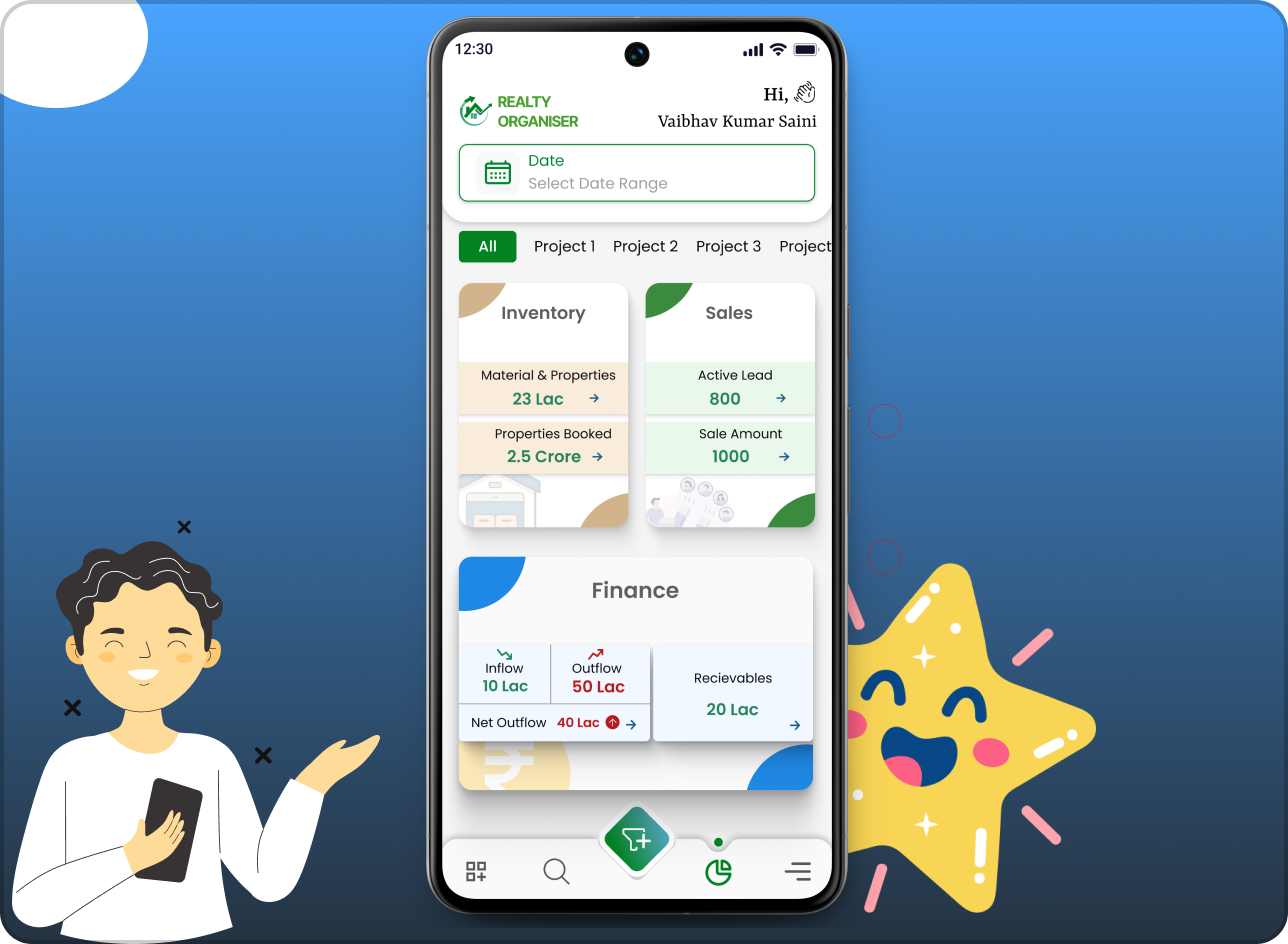 12:30
Hi, 👋
REALTY
ORGANISER
Vaibhav Kumar Saini
Date
Select Date Range
All Project 1 Project 2 Project 3 Project
Inventory
Material & Properties
23 Lac →
Properties Booked
2.5 Crore →
Sales
Active Lead
800 →
Sale Amount
1000 →
Finance
Inflow
10 Lac
Outflow
50 Lac
Net Outflow 40 Lac →
Recievables
20 Lac
→
₹